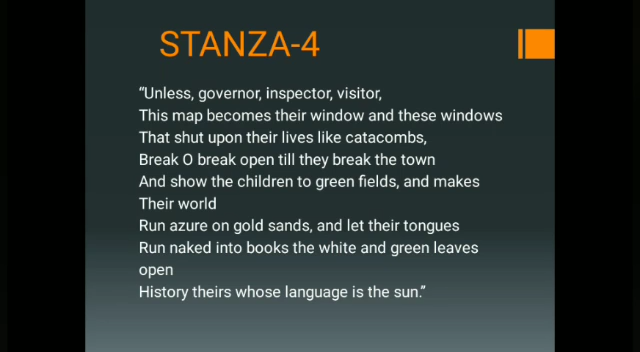 STANZA-4
“Unless, governor, inspector, visitor,
This map becomes their window and these windows
That shut upon their lives like catacombs,
Break O break open till they break the town
And show the children to green fields, and makes
Their world
Run azure on gold sands, and let their tongues
Run naked into books the white and green leaves
open
History theirs whose language is the sun.”